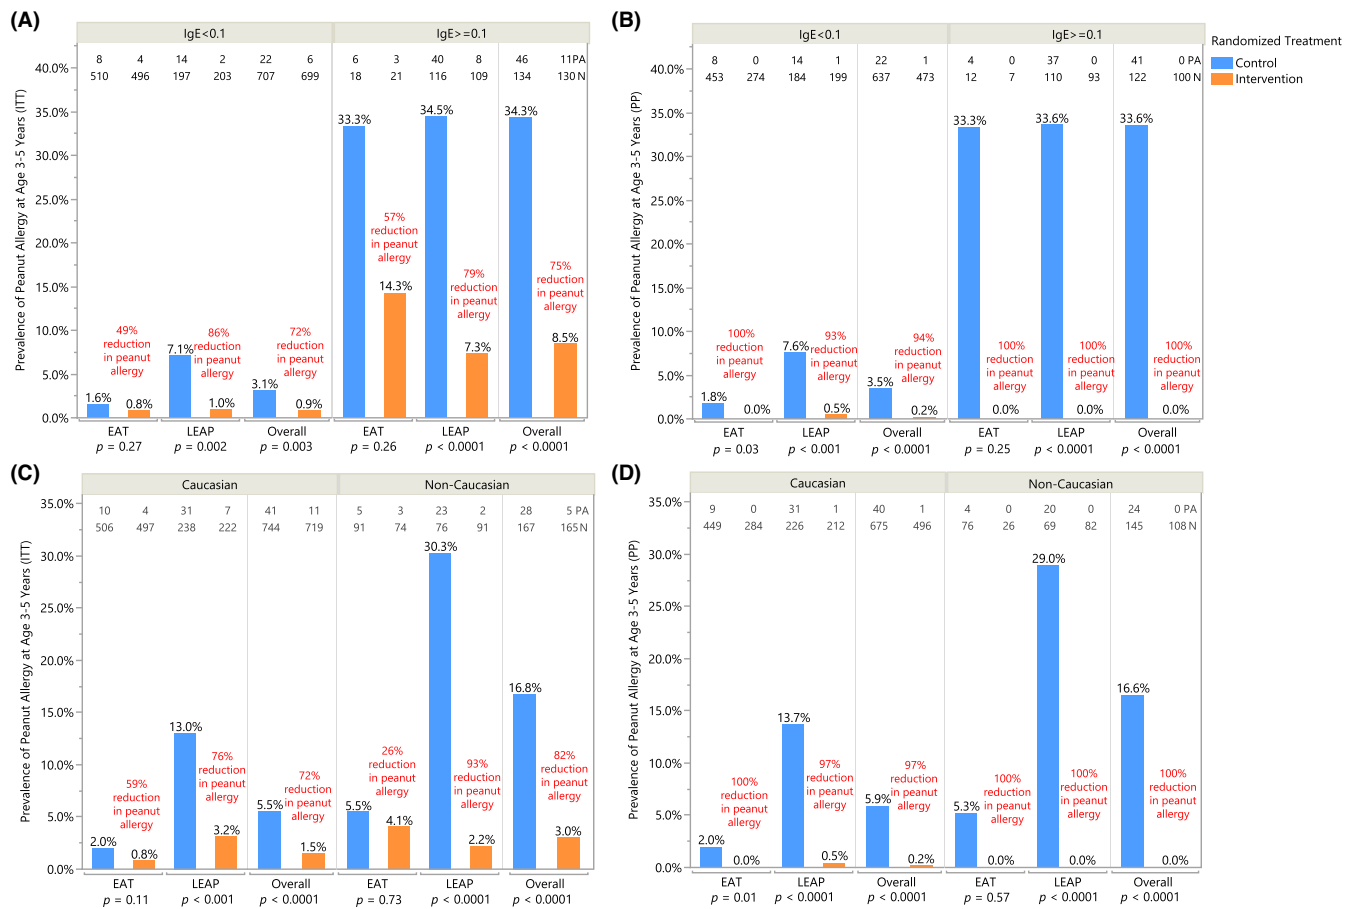 (A)
IgE<0.1 IgE>=0.1
8 4 14 2 22 6 6 3 40 8 46 11PA
510 496 197 203 707 699 18 21 116 109 134 130 N
Prevalence of Peanut Allergy at Age 3-5 Years (ITT)
40.0%
35.0%
30.0%
25.0%
20.0%
15.0%
10.0%
5.0%
0.0%
1.6% 0.8% 7.1% 1.0% 3.1% 0.9% 33.3% 14.3% 34.5% 7.3% 34.3% 8.5%
49%
reduction
in peanut
allergy
86%
reduction
in peanut
allergy
72%
reduction
in peanut
allergy
57%
reduction
in peanut
allergy
79%
reduction
in peanut
allergy
75%
reduction
in peanut
allergy
EAT LEAP Overall EAT LEAP Overall
p = 0.27 p = 0.002 p = 0.003 p = 0.26 p < 0.0001 p < 0.0001
(B)
IgE<0.1 IgE>=0.1
8 0 14 1 22 1 4 0 37 0 41 0 PA
453 274 184 199 637 473 12 7 110 93 122 100 N
Prevalence of Peanut Allergy at Age 3-5 Years (PP)
40.0%
35.0%
30.0%
25.0%
20.0%
15.0%
10.0%
5.0%
0.0%
1.8% 0.0% 7.6% 0.5% 3.5% 0.2% 33.3% 0.0% 33.6% 0.0% 33.6% 0.0%
100%
reduction
in peanut
allergy
93%
reduction
in peanut
allergy
94%
reduction
in peanut
allergy
100%
reduction
in peanut
allergy
100%
reduction
in peanut
allergy
100%
reduction
in peanut
allergy
EAT LEAP Overall EAT LEAP Overall
p = 0.03 p < 0.001 p < 0.0001 p = 0.25 p < 0.0001 p < 0.0001
Randomized Treatment
Control
Intervention
(C)
Caucasian Non-Caucasian
10 4 31 7 41 11 5 3 23 2 28 5 PA
506 497 238 222 744 719 91 74 76 91 167 165 N
Prevalence of Peanut Allergy at Age 3-5 Years (ITT)
35.0%
30.0%
25.0%
20.0%
15.0%
10.0%
5.0%
0.0%
2.0% 0.8% 13.0% 3.2% 5.5% 1.5% 5.5% 4.1% 30.3% 2.2% 16.8% 3.0%
59%
reduction
in peanut
allergy
76%
reduction
in peanut
allergy
72%
reduction
in peanut
allergy
26%
reduction
in peanut
allergy
93%
reduction
in peanut
allergy
82%
reduction
in peanut
allergy
EAT LEAP Overall EAT LEAP Overall
p = 0.11 p < 0.001 p < 0.0001 p = 0.73 p < 0.0001 p < 0.0001
(D)
Caucasian Non-Caucasian
9 0 31 1 40 1 4 0 20 0 24 0 PA
449 284 226 212 675 496 76 26 69 82 145 108 N
Prevalence of Peanut Allergy at Age 3-5 Years (PP)
35.0%
30.0%
25.0%
20.0%
15.0%
10.0%
5.0%
0.0%
2.0% 0.0% 13.7% 0.5% 5.9% 0.2% 5.3% 0.0% 29.0% 0.0% 16.6% 0.0%
100%
reduction
in peanut
allergy
97%
reduction
in peanut
allergy
97%
reduction
in peanut
allergy
100%
reduction
in peanut
allergy
100%
reduction
in peanut
allergy
100%
reduction
in peanut
allergy
EAT LEAP Overall EAT LEAP Overall
p = 0.01 p < 0.0001 p < 0.0001 p = 0.57 p < 0.0001 p < 0.0001